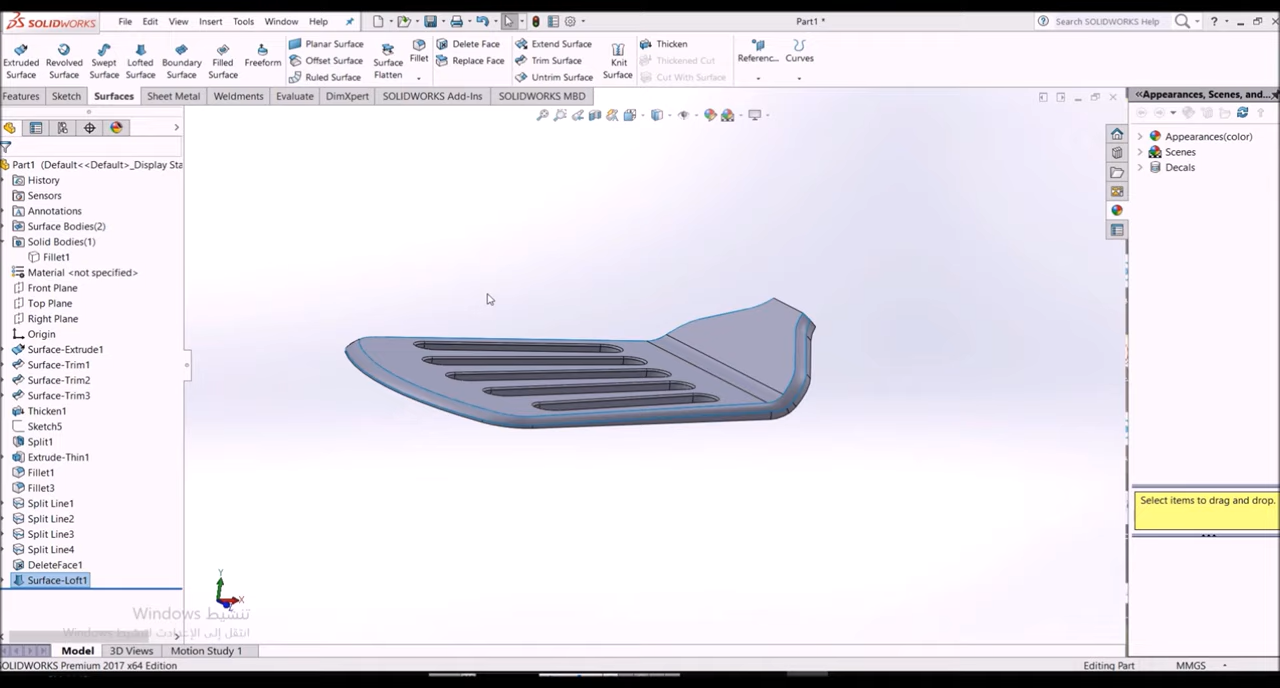 SOLIDWORKS File Edit View Insert Tools Window Help Part1 * Search SOLIDWORKS Help
Extruded Surface Revolved Surface Swept Surface Lofted Surface Boundary Surface Filled Surface Freeform
Planar Surface
Offset Surface
Ruled Surface
Surface Flatten
Fillet
Delete Face
Replace Face
Extend Surface
Trim Surface
Untrim Surface
Knit Surface
Thicken
Thickened Cut
Cut With Surface
Referenc... Curves
Features Sketch Surfaces Sheet Metal Weldments Evaluate DimXpert SOLIDWORKS Add-Ins SOLIDWORKS MBD
Part1 (Default<<Default>_Display Sta
History
Sensors
Annotations
Surface Bodies(2)
Solid Bodies(1)
Fillet1
Material <not specified>
Front Plane
Top Plane
Right Plane
Origin
Surface-Extrude1
Surface-Trim1
Surface-Trim2
Surface-Trim3
Thicken1
Sketch5
Split1
Extrude-Thin1
Fillet1
Fillet3
Split Line1
Split Line2
Split Line3
Split Line4
DeleteFace1
Surface-Loft1
Y
X
تنشيط Windows
Model 3D Views Motion Study 1
OLIDWORKS Premium 2017 x64 Edition
Editing Part MMGS
Appearances, Scenes, and...
Appearances(color)
Scenes
Decals
Select items to drag and drop.